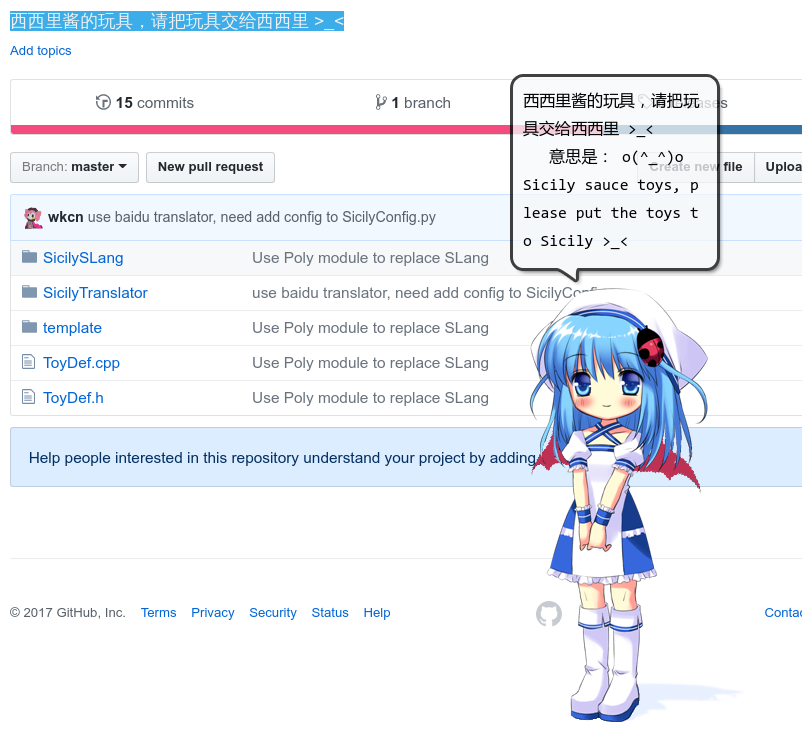 西西里酱的玩具，请把玩具交给西西里 >_<
Add topics
15 commits
1 branch
西西里酱的玩具，请把玩
具交给西西里 >_<
意思是： o(^_^)o
Sicily sauce toys, p
lease put the toys t
o Sicily >_<
Branch: master
New pull request
Create new file
Uploa
wkcn use baidu translator, need add config to SicilyConfig.py
SicilySLang Use Poly module to replace SLang
SicilyTranslator use baidu translator, need add config to SicilyConfig
template Use Poly module to replace SLang
ToyDef.cpp Use Poly module to replace SLang
ToyDef.h Use Poly module to replace SLang
Help people interested in this repository understand your project by adding
© 2017 GitHub, Inc. Terms Privacy Security Status Help
Contac